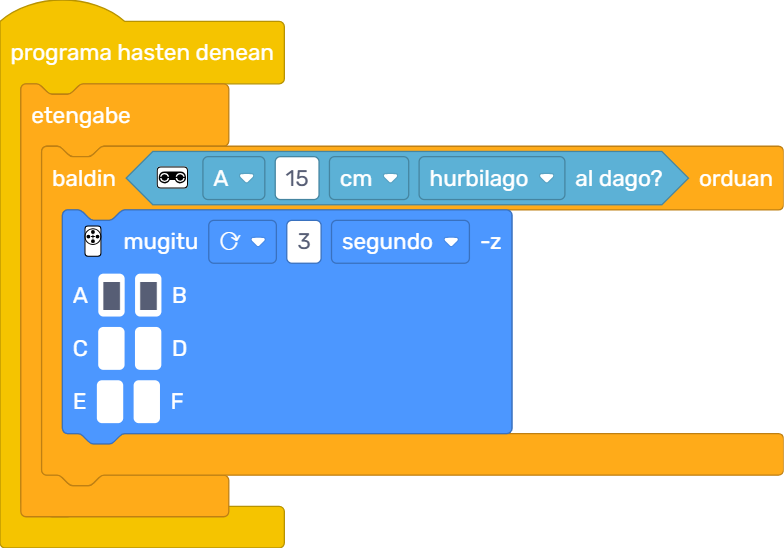 programa hasten denean
etengabe
baldin A 15 cm hurbilago al dago? orduan
mugitu 3 segundo -z
A B
C D
E F